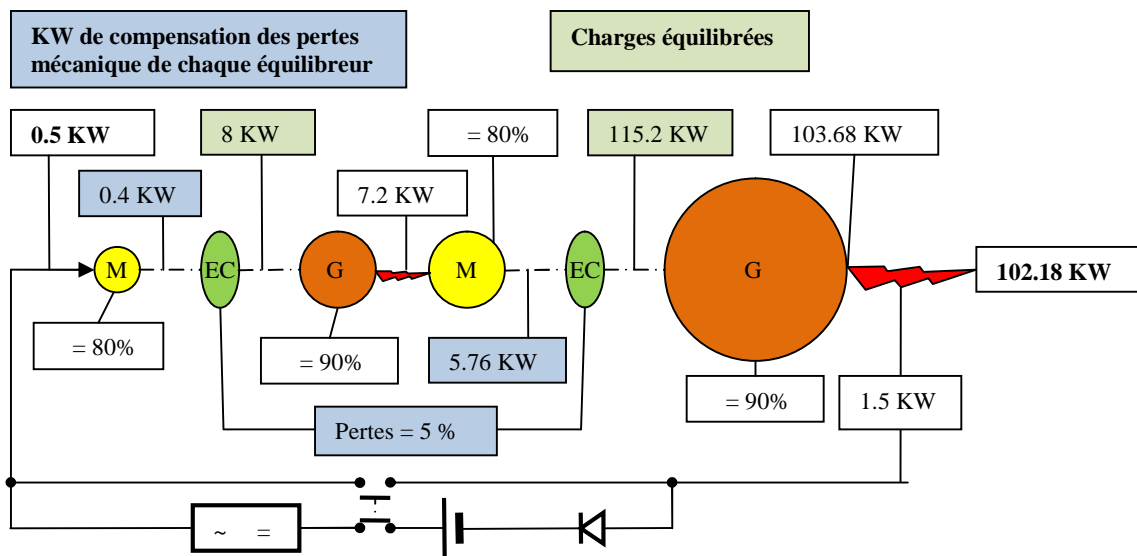 KW de compensation des pertes
mécanique de chaque équilibreur
Charges équilibrées
0.5 KW
8 KW
= 80%
115.2 KW
103.68 KW
0.4 KW
7.2 KW
M
EC
G
M
EC
G
102.18 KW
= 80%
= 90%
5.76 KW
= 90%
1.5 KW
Pertes = 5 %
~ =